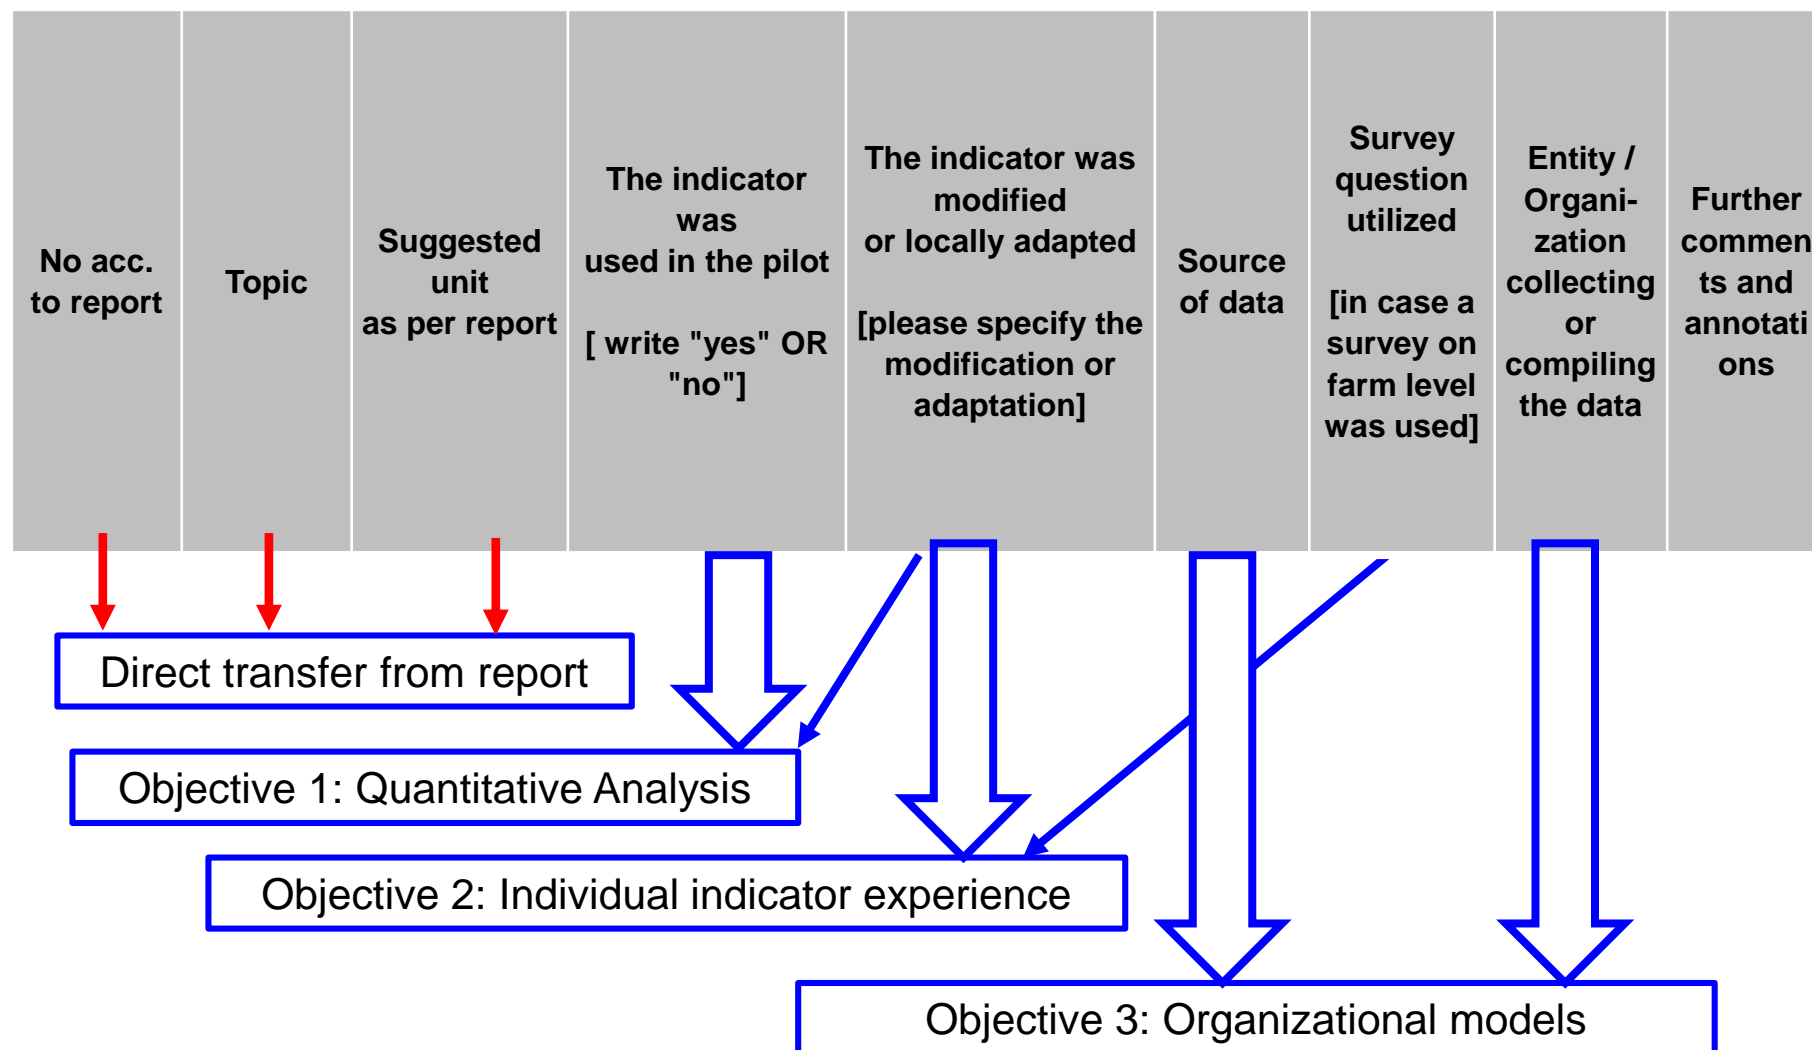 No acc.
to report
Topic
Suggested
unit
as per report
The indicator
was
used in the pilot
[ write "yes" OR
"no"]
The indicator was
modified
or locally adapted
[please specify the
modification or
adaptation]
Source
of data
Survey
question
utilized
[in case a
survey on
farm level
was used]
Entity /
Organi-
zation
collecting
or
compiling
the data
Further
commen
ts and
annotati
ons
Direct transfer from report
Objective 1: Quantitative Analysis
Objective 2: Individual indicator experience
Objective 3: Organizational models